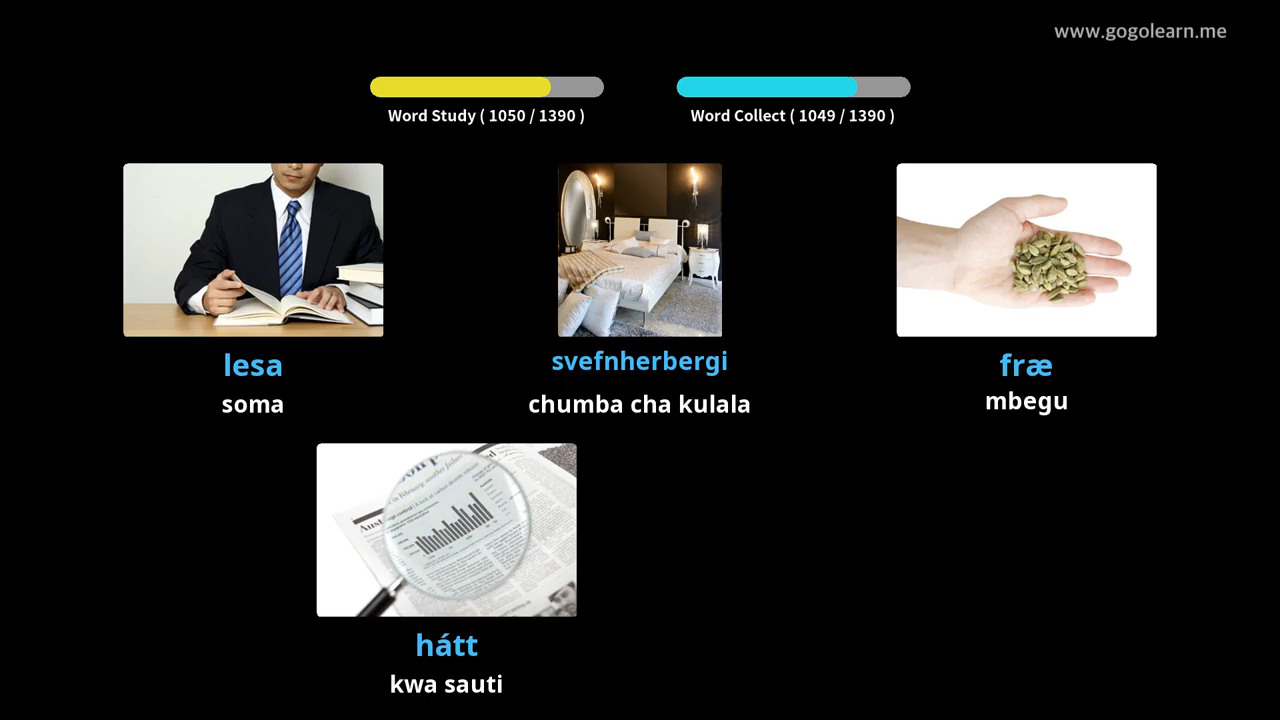 www.gogolearn.me
Word Study ( 1050 / 1390 )
Word Collect ( 1049 / 1390 )
lesa
soma
svefnherbergi
chumba cha kulala
fræ
mbegu
hátt
kwa sauti